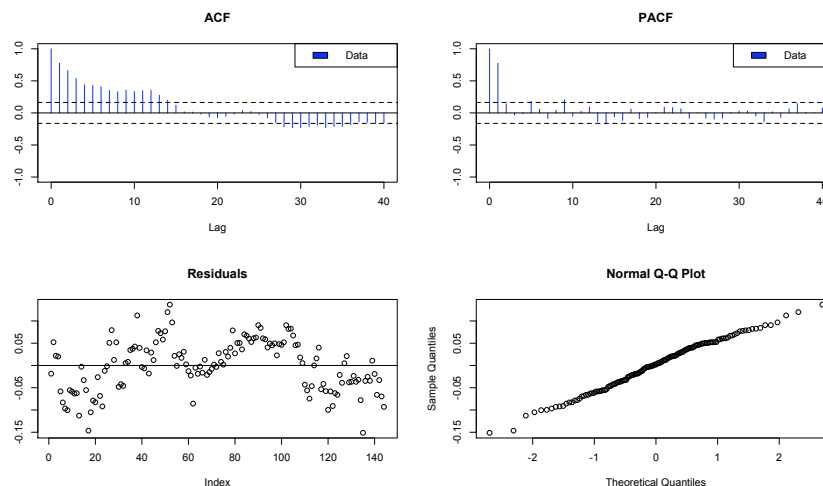 ACF
Data
1.0
0.5
0.0
-0.5
-1.0
0 10 20 30 40
Lag
PACF
Data
1.0
0.5
0.0
-0.5
-1.0
0 10 20 30 40
Lag
Residuals
0.05
-0.05
-0.15
0 20 40 60 80 100 120 140
Index
Normal Q-Q Plot
Sample Quantiles
0.05
-0.05
-0.15
-2 -1 0 1 2
Theoretical Quantiles